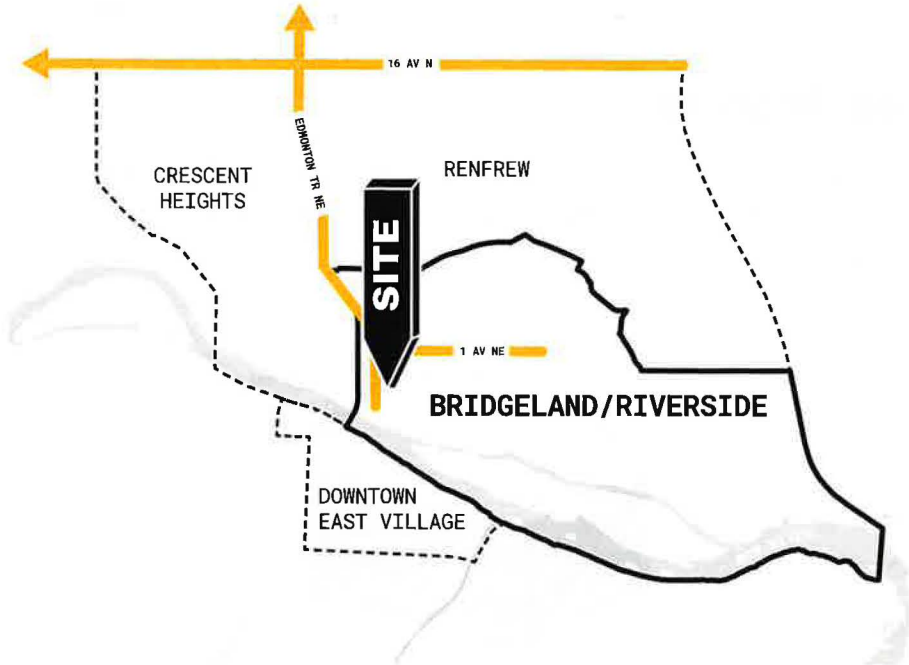 16 AV N
EDMONTON TR NE
CRESCENT
HEIGHTS
RENFREW
SITE
1 AV NE
BRIDGELAND/RIVERSIDE
DOWNTOWN
EAST VILLAGE